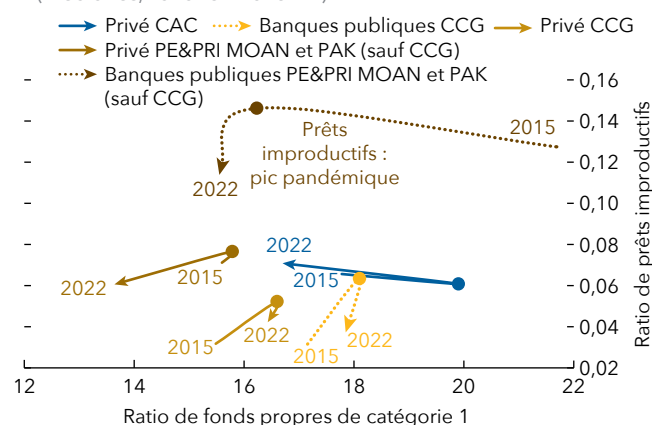 Privé CAC Banques publiques CCG Privé CCG
Privé PE&PRI MOAN et PAK (sauf CCG)
Banques publiques PE&PRI MOAN et PAK
(sauf CCG)
0,16
0,14
0,12
0,10
0,08
0,06
0,04
0,02
Ratio de prêts improductifs
2015
Prêts
improductifs :
pic pandémique
2022
2022
2015
2015
2022
2022
2015
2022
2015
12 14 16 18 20 22
Ratio de fonds propres de catégorie 1